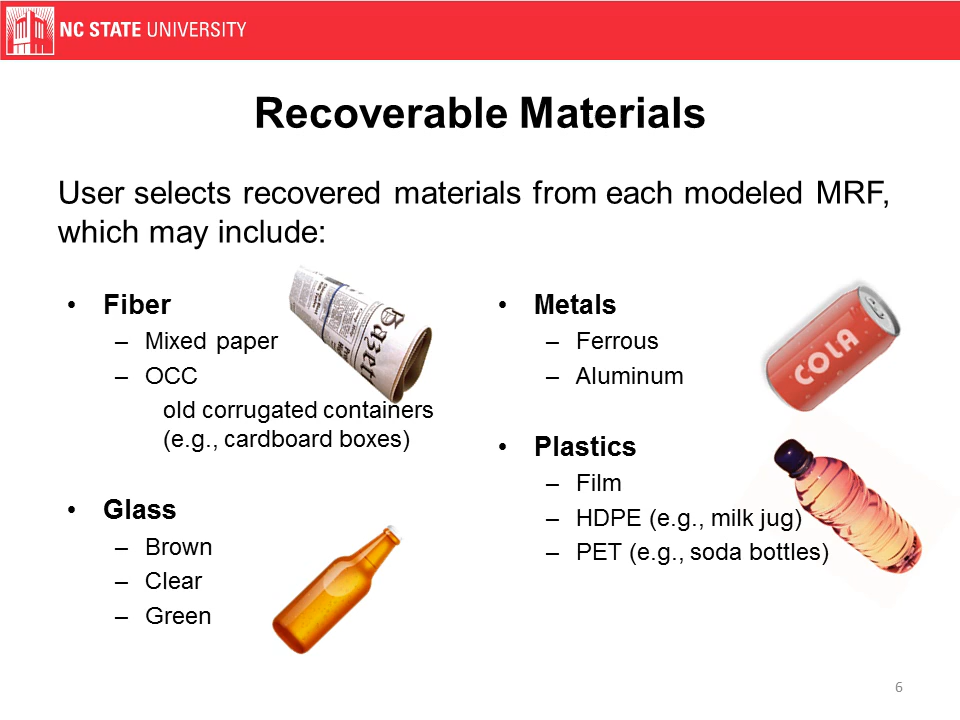 NC STATE UNIVERSITY
Recoverable Materials
User selects recovered materials from each modeled MRF,
which may include:
• Fiber
– Mixed paper
– OCC
old corrugated containers
(e.g., cardboard boxes)
• Glass
– Brown
– Clear
– Green
• Metals
– Ferrous
– Aluminum
COLA
• Plastics
– Film
– HDPE (e.g., milk jug)
– PET (e.g., soda bottles)
6